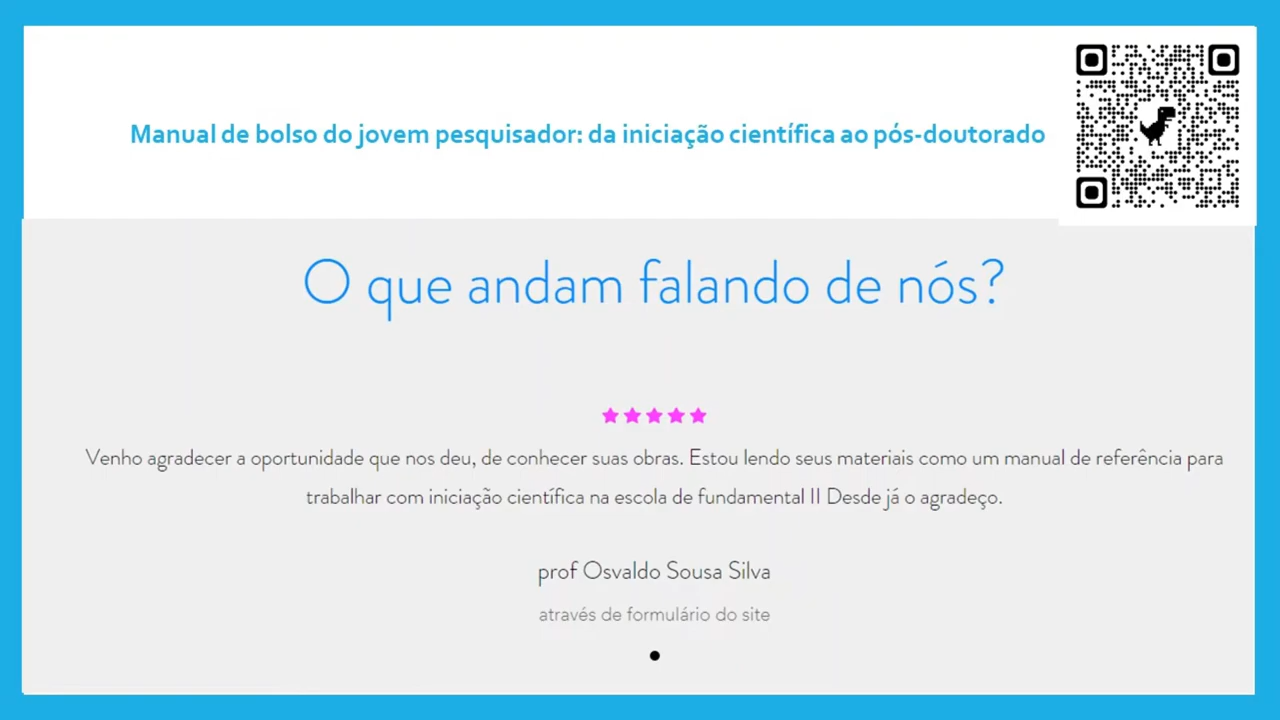 Manual de bolso do jovem pesquisador: da iniciação científica ao pós-doutorado
O que andam falando de nós?
Venho agradecer a oportunidade que nos deu, de conhecer suas obras. Estou lendo seus materiais como um manual de referência para
trabalhar com iniciação científica na escola de fundamental II Desde já o agradeço.
prof Osvaldo Sousa Silva
através de formulário do site